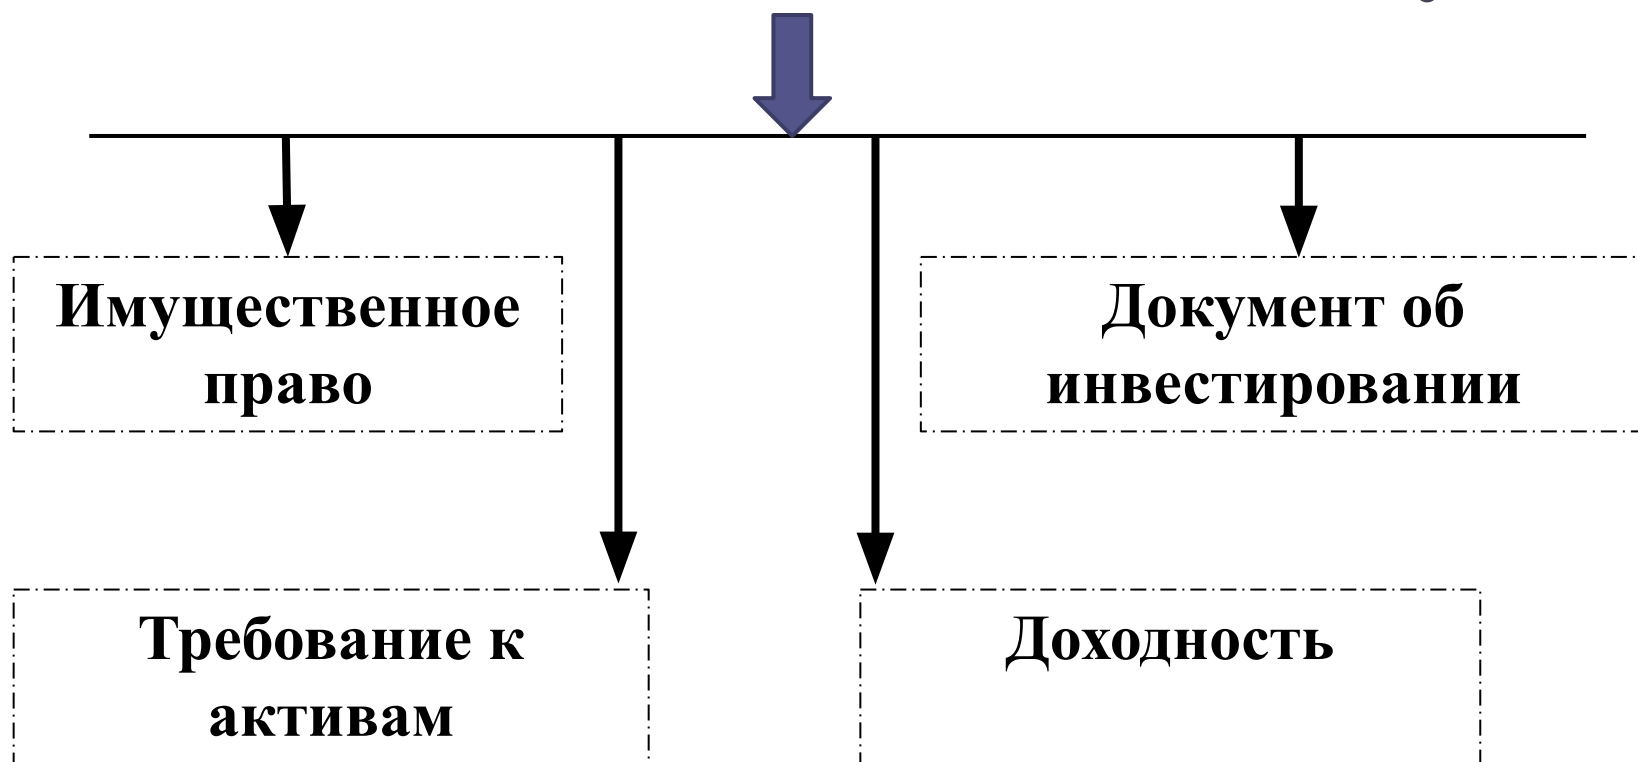 Имущественное
право
Документ об
инвестировании
Требование к
активам
Доходность